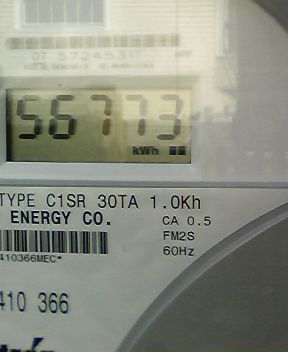 56773
kWh
TYPE C1SR 30TA 1.0Kh
ENERGY CO. CA 0.5
FM2S
60Hz
410366MEC*
410 366